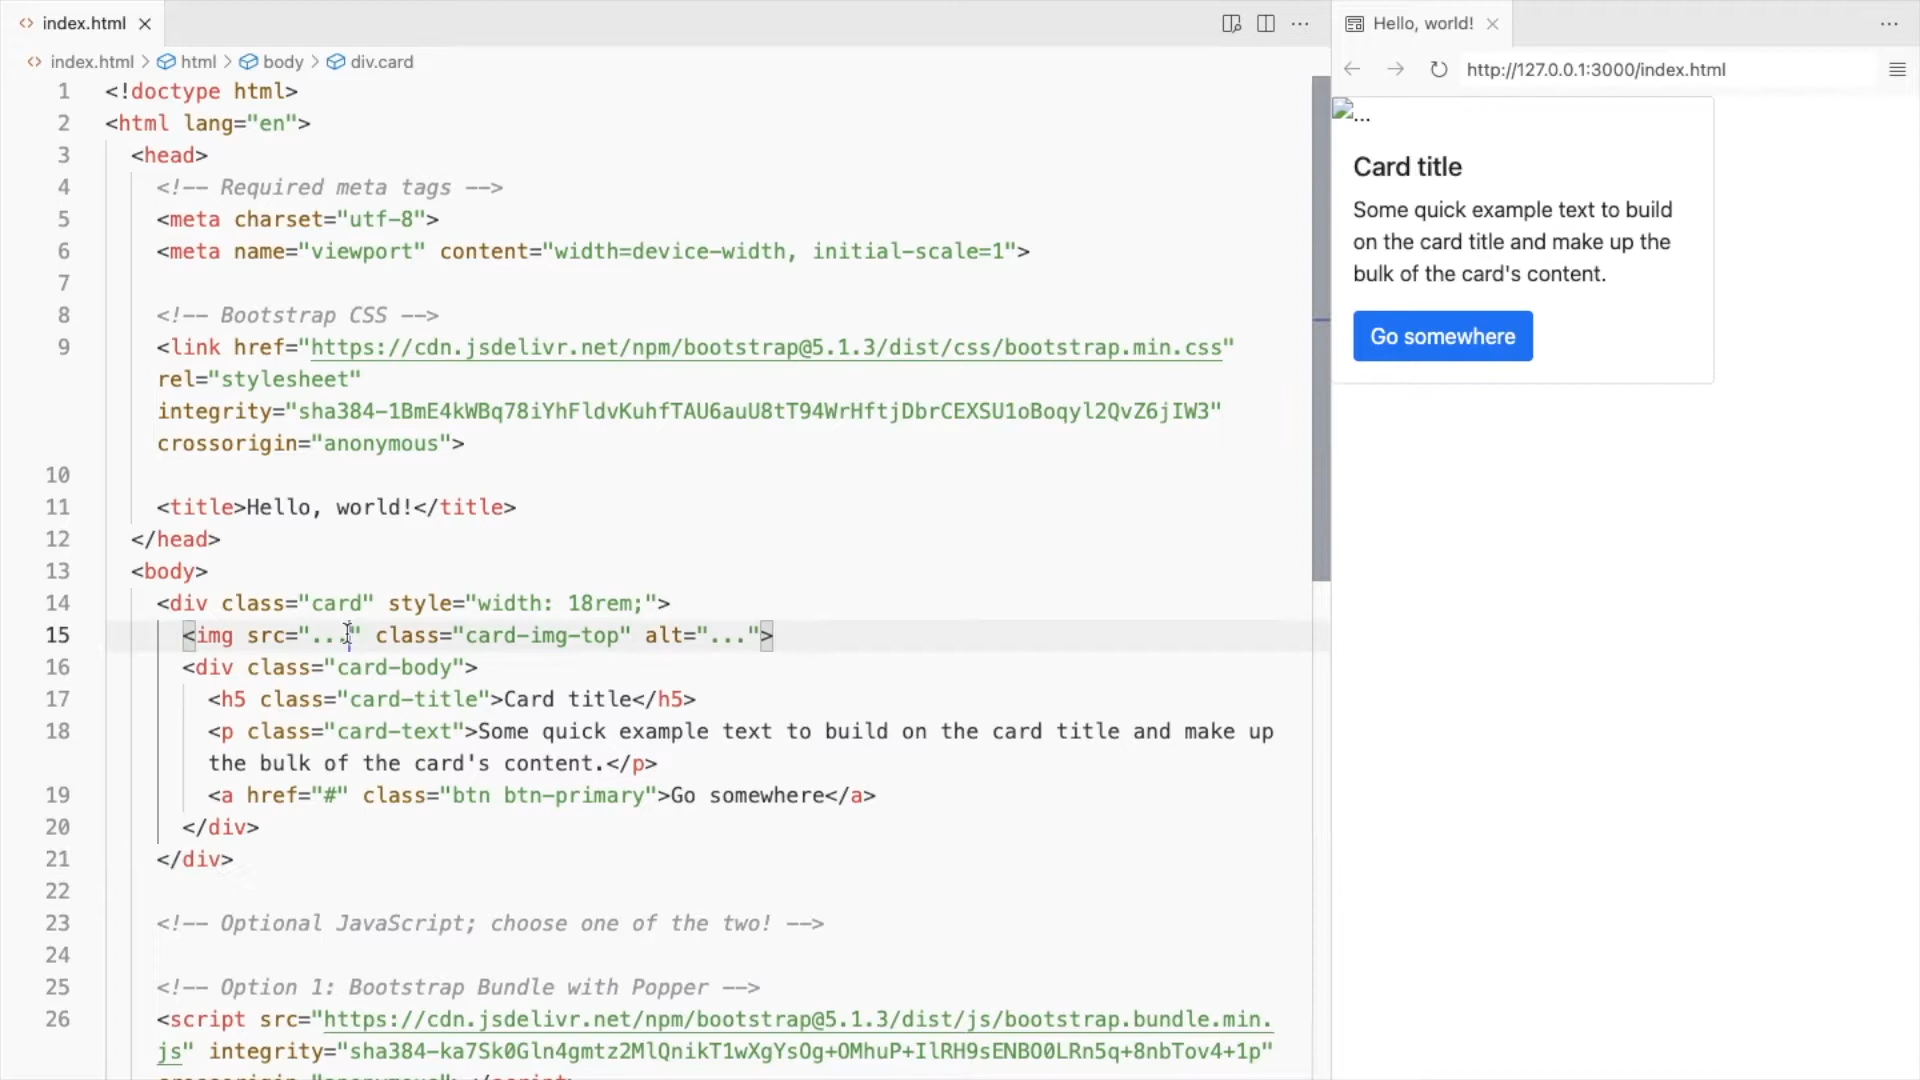 index.html
index.html > html > body > div.card
1 <!doctype html>
2 <html lang="en">
3 <head>
4 <!-- Required meta tags -->
5 <meta charset="utf-8">
6 <meta name="viewport" content="width=device-width, initial-scale=1">
7
8 <!-- Bootstrap CSS -->
9 <link href="https://cdn.jsdelivr.net/npm/bootstrap@5.1.3/dist/css/bootstrap.min.css"
rel="stylesheet"
integrity="sha384-1BmE4kWBq78iYhFldvKuhfTAU6auU8tT94WrHftjDbrCEXSU1oBoqyl2QvZ6jIW3"
crossorigin="anonymous">
10
11 <title>Hello, world!</title>
12 </head>
13 <body>
14 <div class="card" style="width: 18rem;">
15 <img src="..." class="card-img-top" alt="...">
16 <div class="card-body">
17 <h5 class="card-title">Card title</h5>
18 <p class="card-text">Some quick example text to build on the card title and make up
the bulk of the card's content.</p>
19 <a href="#" class="btn btn-primary">Go somewhere</a>
20 </div>
21 </div>
22
23 <!-- Optional JavaScript; choose one of the two! -->
24
25 <!-- Option 1: Bootstrap Bundle with Popper -->
26 <script src="https://cdn.jsdelivr.net/npm/bootstrap@5.1.3/dist/js/bootstrap.bundle.min.
js" integrity="sha384-ka7Sk0Gln4gmtz2MlQnikT1wXgYsOg+OMhuP+IlRH9sENBO0LRn5q+8nbTov4+1p"
Hello, world!
http://127.0.0.1:3000/index.html
...
Card title
Some quick example text to build
on the card title and make up the
bulk of the card's content.
Go somewhere